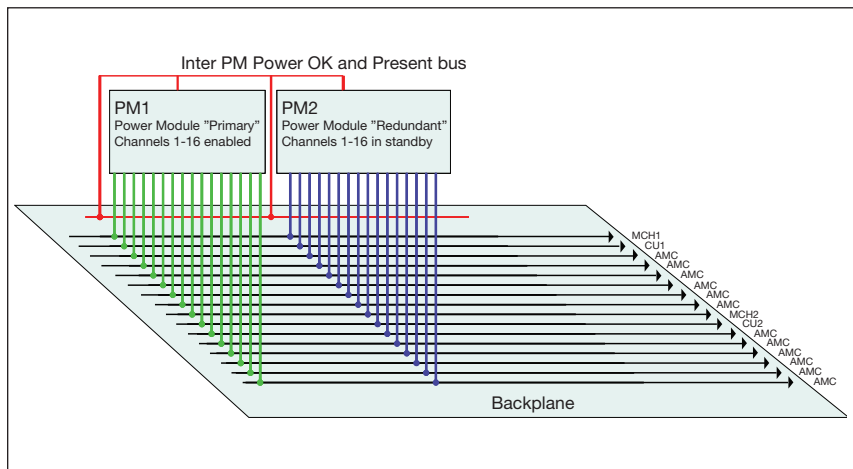 Inter PM Power OK and Present bus
PM1
Power Module ”Primary”
Channels 1-16 enabled
PM2
Power Module ”Redundant”
Channels 1-16 in standby
MCH1
CU1
AMC
AMC
AMC
AMC
AMC
AMC
MCH2
CU2
AMC
AMC
AMC
AMC
AMC
AMC
Backplane